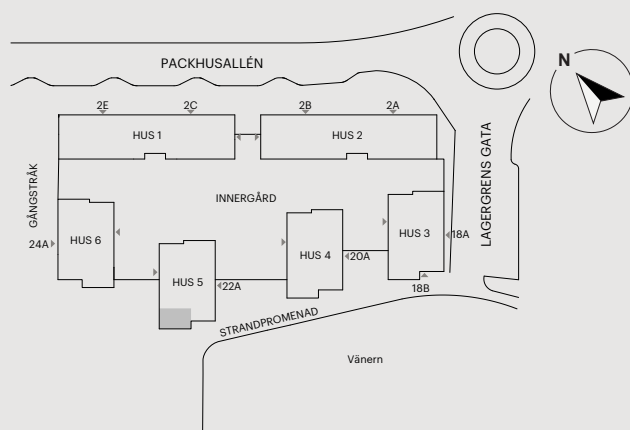 N
PACKHUSALLÉN
2E
2C
2B
2A
HUS 1
HUS 2
LAGERGRENS GATA
GÅNGSTRÅK
INNERGÅRD
24A
HUS 6
HUS 3
18A
HUS 4
20A
HUS 5
22A
18B
STRANDPROMENAD
Vänern